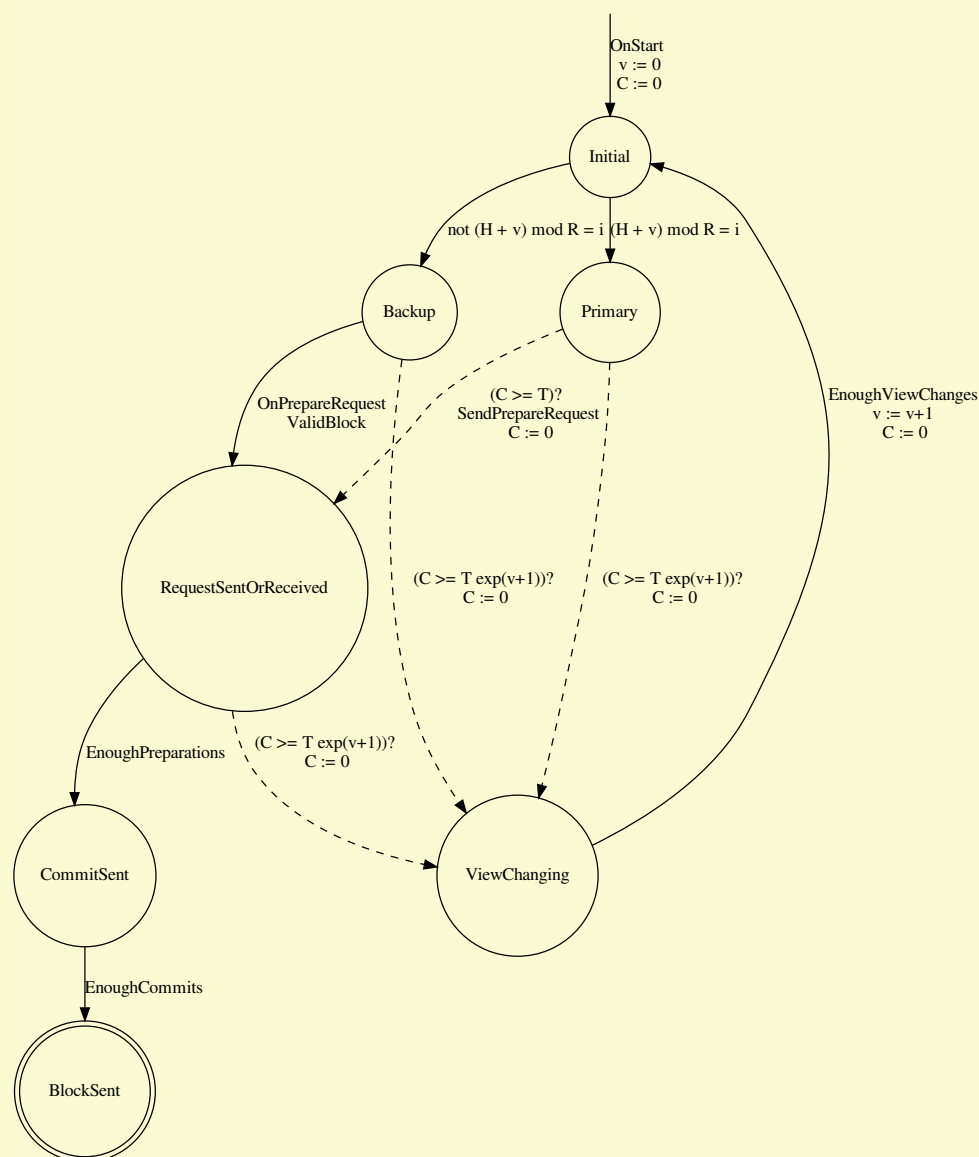 OnStart
v := 0
C := 0
Initial
not (H + v) mod R = i
(H + v) mod R = i
Backup
Primary
OnPrepareRequest
ValidBlock
(C >= T)?
SendPrepareRequest
C := 0
EnoughViewChanges
v := v+1
C := 0
RequestSentOrReceived
(C >= T exp(v+1))?
C := 0
(C >= T exp(v+1))?
C := 0
EnoughPreparations
(C >= T exp(v+1))?
C := 0
CommitSent
ViewChanging
EnoughCommits
BlockSent